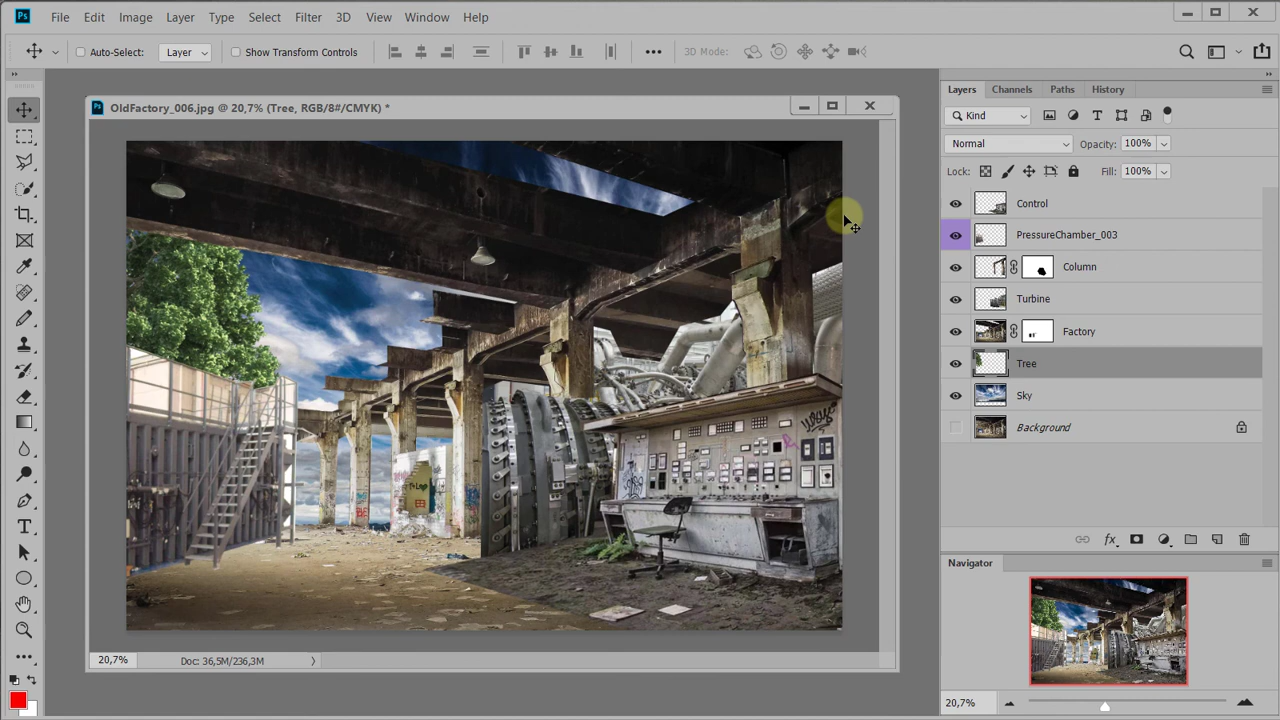 Ps File Edit Image Layer Type Select Filter 3D View Window Help
Auto-Select: Layer Show Transform Controls 3D Mode:
OldFactory_006.jpg @ 20,7% (Tree, RGB/8#/CMYK) *
Layers Channels Paths History
Kind
Normal Opacity: 100%
Lock: Fill: 100%
Control
PressureChamber_003
Column
Turbine
Factory
Tree
Sky
Background
fx
Navigator
20,7% Doc: 36,5M/236,3M
20,7%